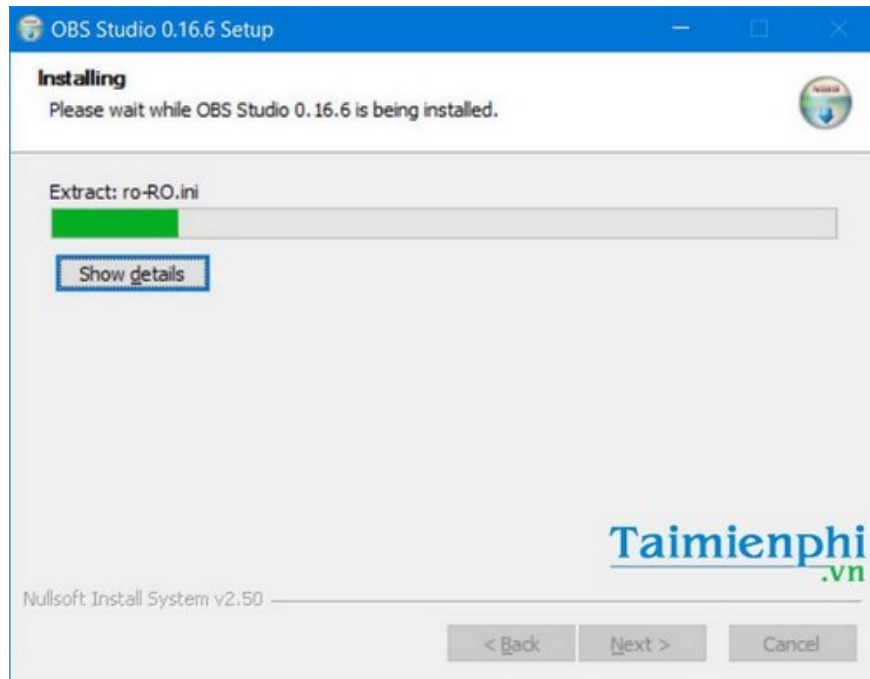 OBS Studio 0.16.6 Setup
Installing
Please wait while OBS Studio 0.16.6 is being installed.
Extract: ro-RO.ini
Show details
Taimienphi
.vn
Nullsoft Install System v2.50
< Back Next > Cancel